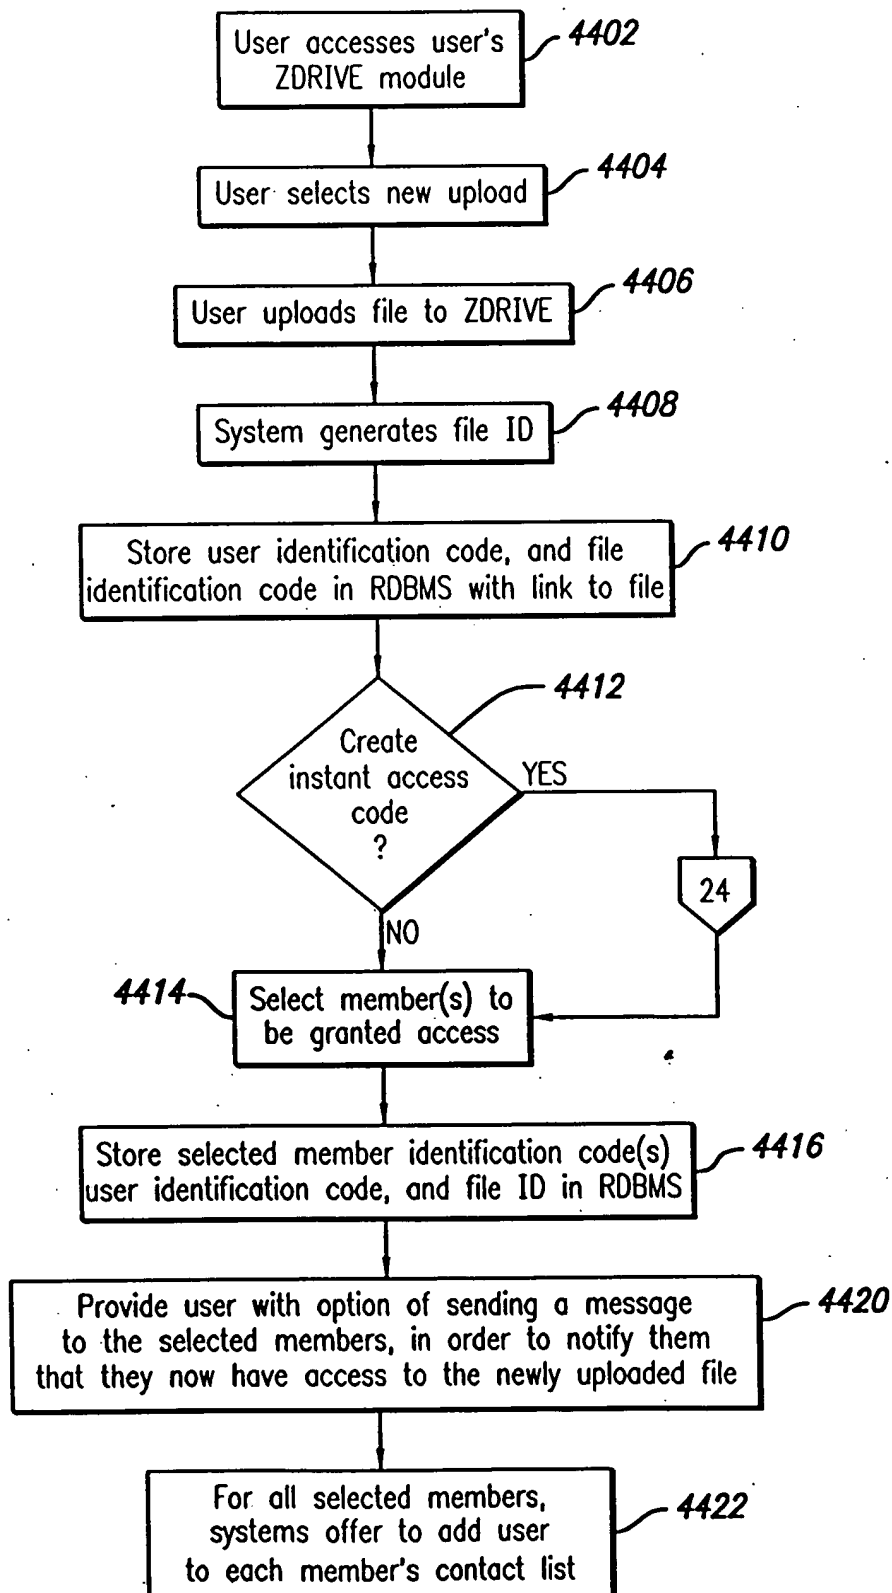 User accesses user's
ZDRIVE module
4402
User selects new upload
4404
User uploads file to ZDRIVE
4406
System generates file ID
4408
Store user identification code, and file
identification code in RDBMS with link to file
4410
Create
instant access
code
?
4412
YES
24
NO
4414
Select member(s) to
be granted access
Store selected member identification code(s)
user identification code, and file ID in RDBMS
4416
Provide user with option of sending a message
to the selected members, in order to notify them
that they now have access to the newly uploaded file
4420
For all selected members,
systems offer to add user
to each member's contact list
4422